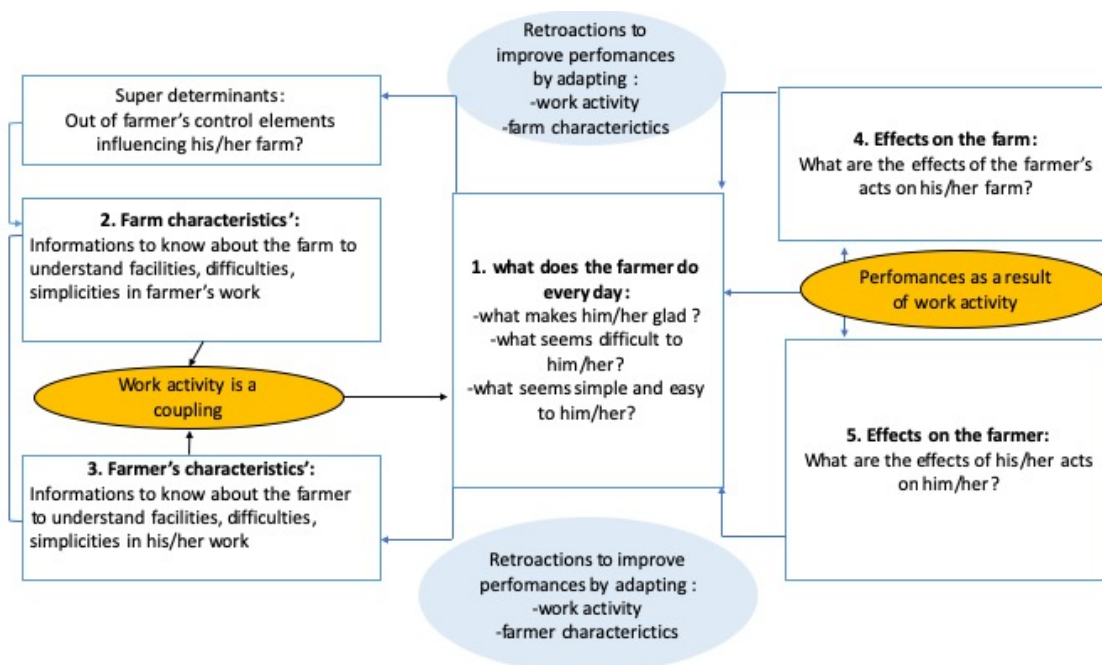 Retroactions to
improve perfomances
by adapting :
-work activity
-farm characterictics
Super determinants:
Out of farmer's control elements
influencing his/her farm?
4. Effects on the farm:
What are the effects of the farmer's
acts on his/her farm?
2. Farm characteristics':
Informations to know about the farm to
understand facilities, difficulties,
simplicities in farmer's work
1. what does the farmer do
every day:
-what makes him/her glad ?
-what seems difficult to
him/her?
-what seems simple and easy
to him/her?
Perfomances as a result
of work activity
Work activity is a
coupling
3. Farmer's characteristics':
Informations to know about the farmer
to understand facilities, difficulties,
simplicities in his/her work
5. Effects on the farmer:
What are the effects of his/her acts
on him/her?
Retroactions to improve
perfomances by adapting :
-work activity
-farmer characterictics